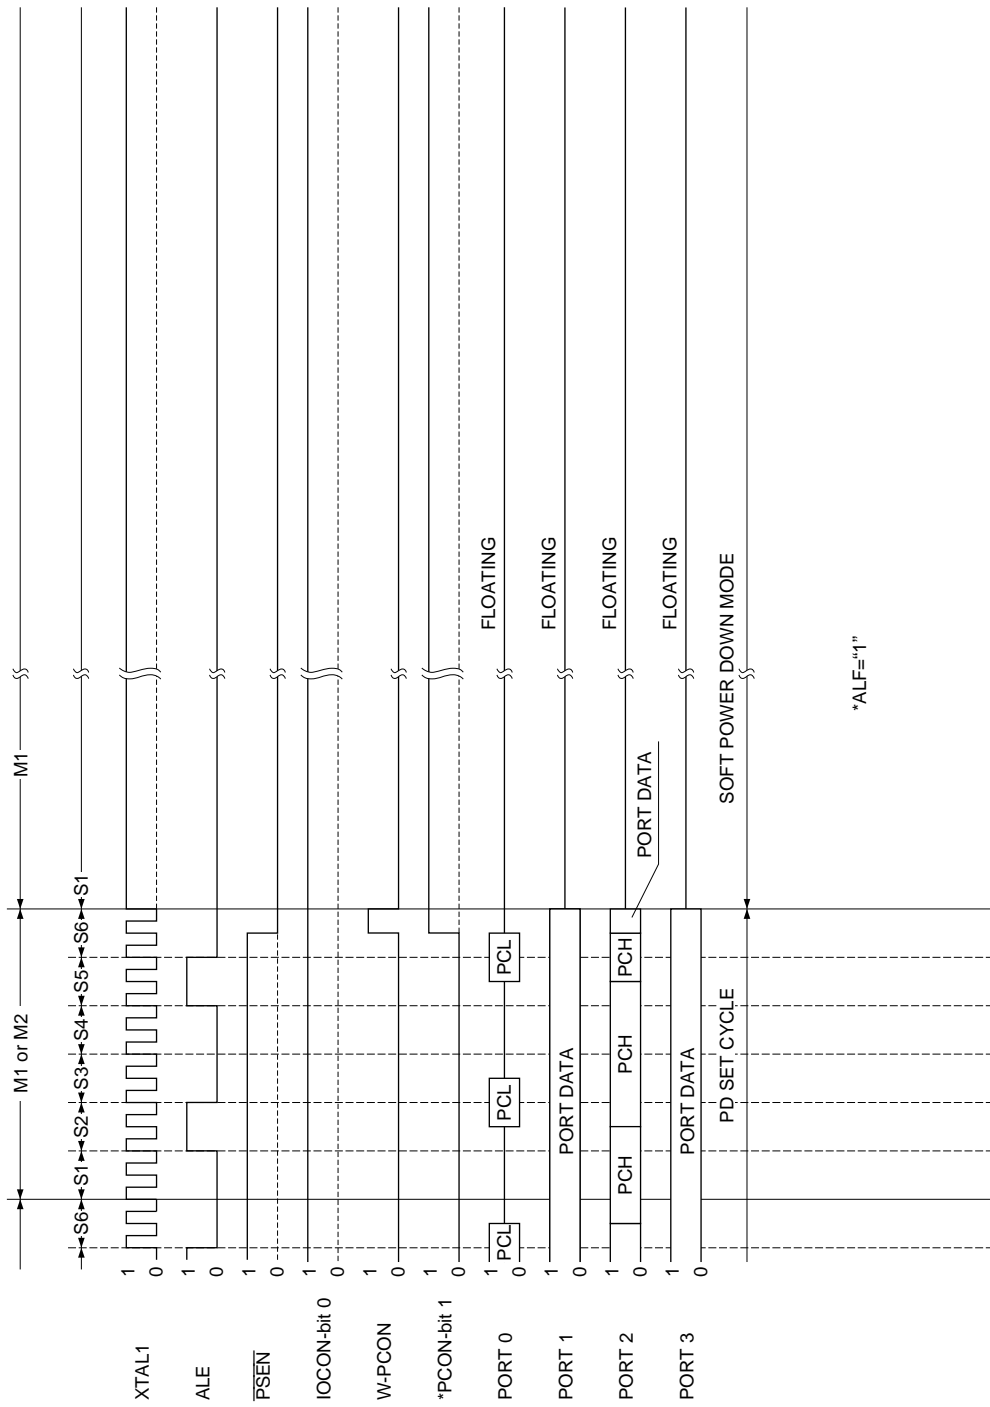 M1 or M2
M1
S6
S1
S2
S3
S4
S5
S6
S1
XTAL1
1
0
ALE
1
0
PSEN
1
0
IOCON-bit 0
1
0
W-PCON
1
0
*PCON-bit 1
1
0
PORT 0
1
0
PCL
PCL
PCL
FLOATING
PORT 1
1
0
PORT DATA
FLOATING
PORT 2
1
0
PCH
PCH
PCH
PORT DATA
FLOATING
PORT 3
1
0
PORT DATA
FLOATING
PD SET CYCLE
SOFT POWER DOWN MODE
*ALF=“1”